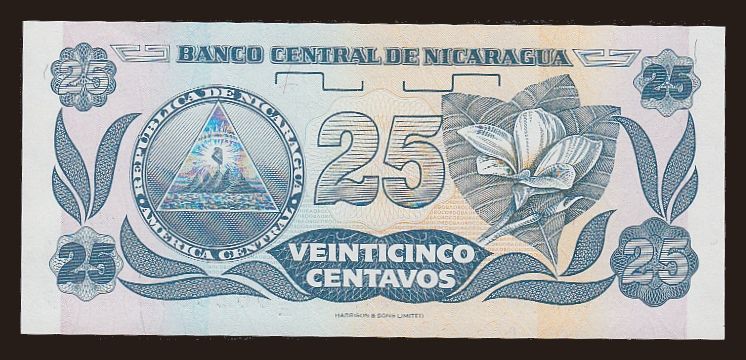 BANCO CENTRAL DE NICARAGUA
25
25
REPUBLICA DE NICARAGUA
AMERICA CENTRAL
25
VEINTICINCO
CENTAVOS
25
25
HARRISON & SONS LIMITED